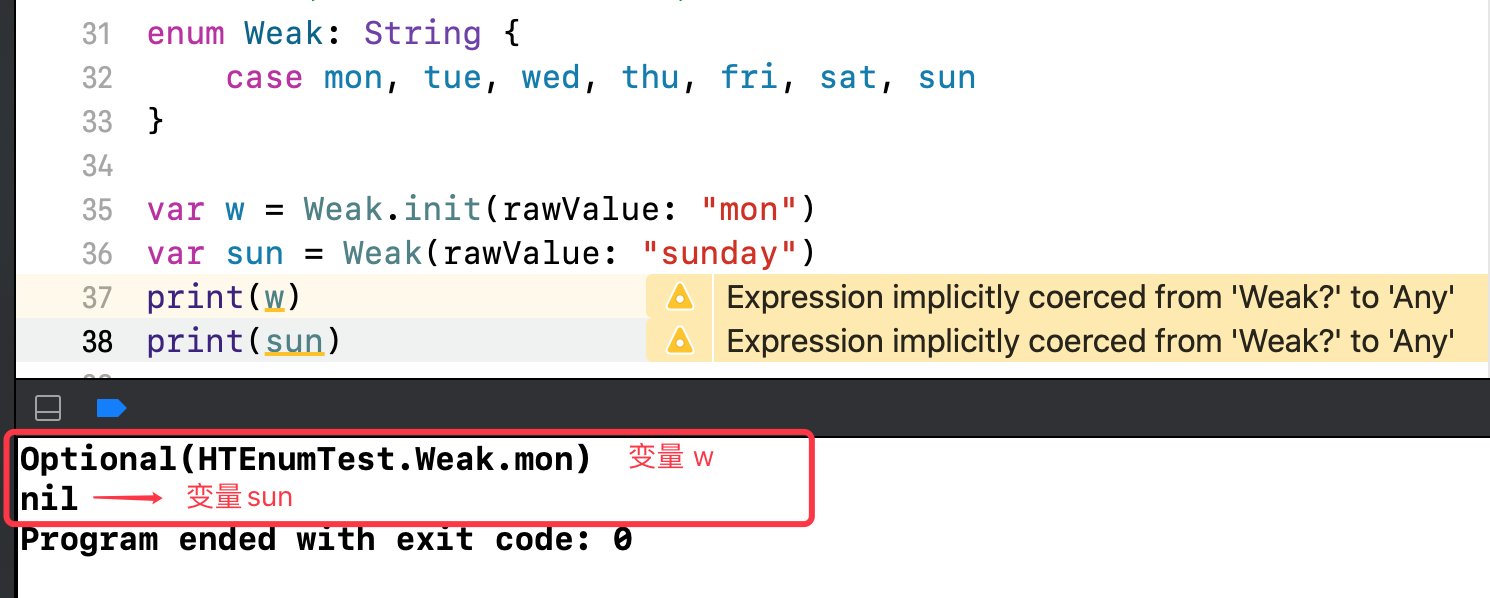 31 enum Weak: String {
32 case mon, tue, wed, thu, fri, sat, sun
33 }
34
35 var w = Weak.init(rawValue: "mon")
36 var sun = Weak(rawValue: "sunday")
37 print(w) Expression implicitly coerced from 'Weak?' to 'Any'
38 print(sun) Expression implicitly coerced from 'Weak?' to 'Any'
Optional(HTEnumTest.Weak.mon) 变量 w
nil 变量sun
Program ended with exit code: 0